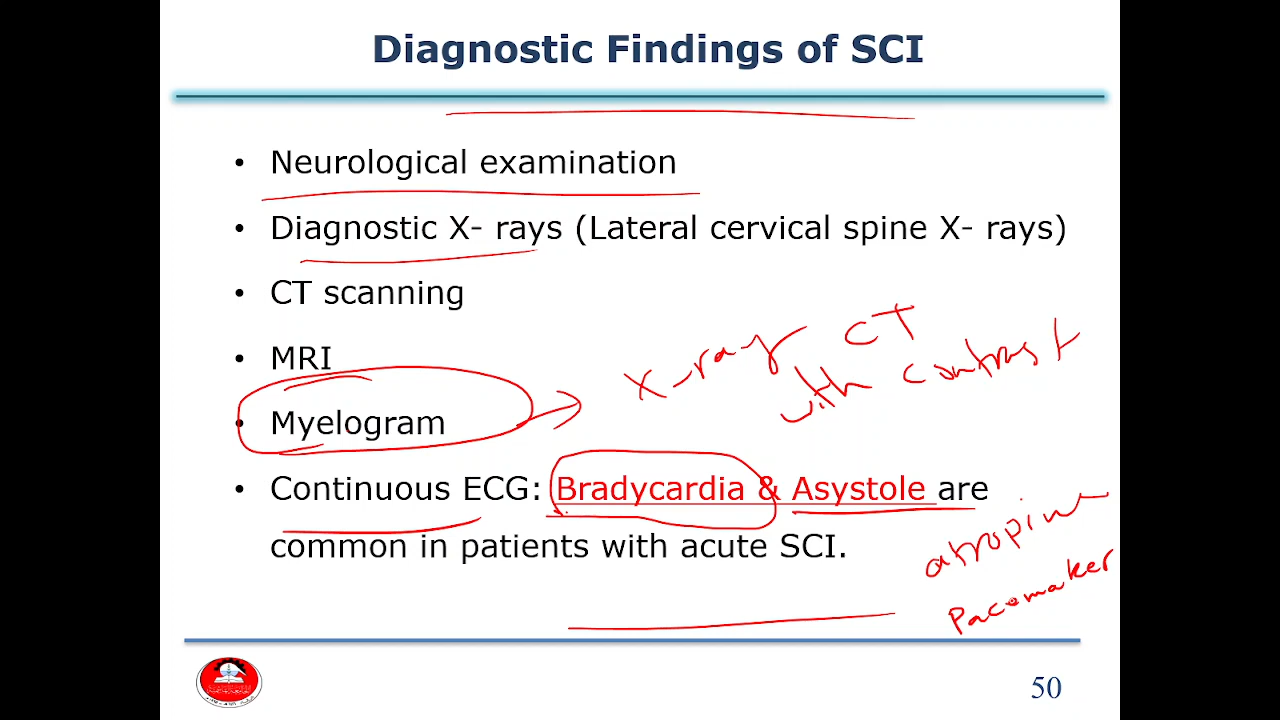 Diagnostic Findings of SCI
• Neurological examination
• Diagnostic X- rays (Lateral cervical spine X- rays)
• CT scanning
• MRI
X-ray CT
with contrast
• Myelogram
• Continuous ECG: Bradycardia & Asystole are
common in patients with acute SCI.
atropine
Pacemaker
50